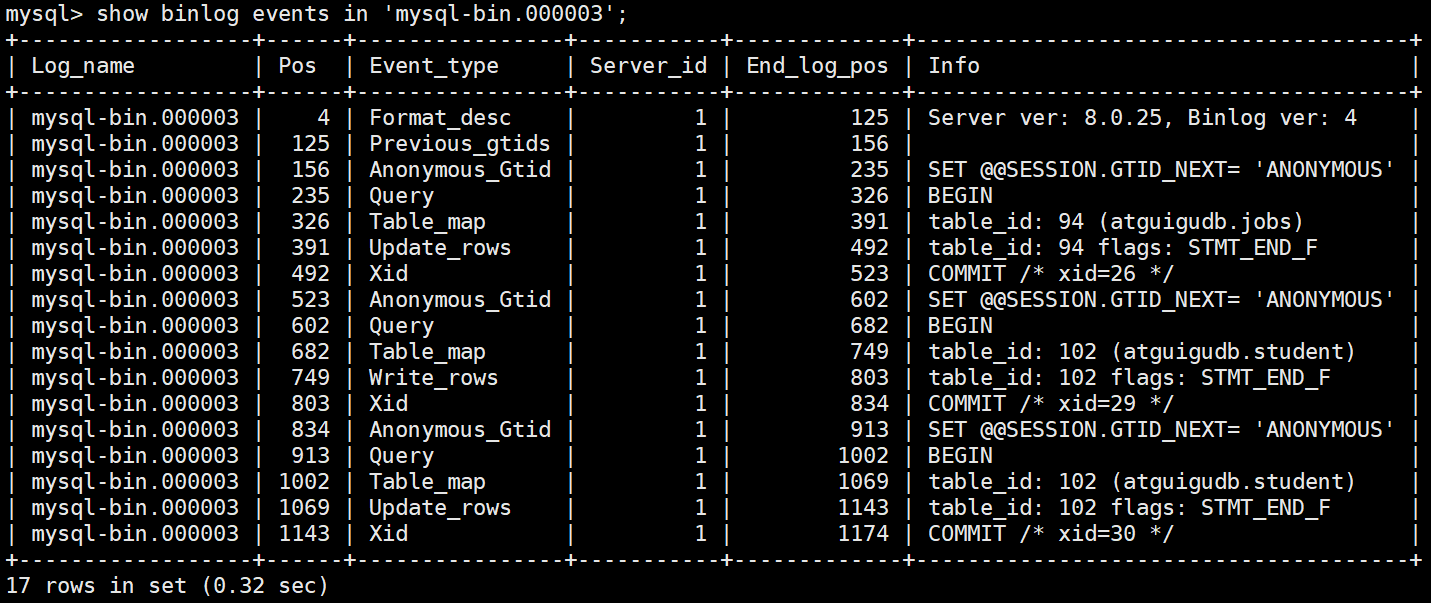 mysql> show binlog events in 'mysql-bin.000003';
+------------------+------+----------------+-----------+-------------+--------------------------------------+
| Log_name         | Pos  | Event_type     | Server_id | End_log_pos | Info                                 |
+------------------+------+----------------+-----------+-------------+--------------------------------------+
| mysql-bin.000003 |    4 | Format_desc    |         1 |         125 | Server ver: 8.0.25, Binlog ver: 4    |
| mysql-bin.000003 |  125 | Previous_gtids |         1 |         156 |                                      |
| mysql-bin.000003 |  156 | Anonymous_Gtid |         1 |         235 | SET @@SESSION.GTID_NEXT= 'ANONYMOUS' |
| mysql-bin.000003 |  235 | Query          |         1 |         326 | BEGIN                                |
| mysql-bin.000003 |  326 | Table_map      |         1 |         391 | table_id: 94 (atguigudb.jobs)        |
| mysql-bin.000003 |  391 | Update_rows    |         1 |         492 | table_id: 94 flags: STMT_END_F       |
| mysql-bin.000003 |  492 | Xid            |         1 |         523 | COMMIT /* xid=26 */                  |
| mysql-bin.000003 |  523 | Anonymous_Gtid |         1 |         602 | SET @@SESSION.GTID_NEXT= 'ANONYMOUS' |
| mysql-bin.000003 |  602 | Query          |         1 |         682 | BEGIN                                |
| mysql-bin.000003 |  682 | Table_map      |         1 |         749 | table_id: 102 (atguigudb.student)    |
| mysql-bin.000003 |  749 | Write_rows     |         1 |         803 | table_id: 102 flags: STMT_END_F      |
| mysql-bin.000003 |  803 | Xid            |         1 |         834 | COMMIT /* xid=29 */                  |
| mysql-bin.000003 |  834 | Anonymous_Gtid |         1 |         913 | SET @@SESSION.GTID_NEXT= 'ANONYMOUS' |
| mysql-bin.000003 |  913 | Query          |         1 |        1002 | BEGIN                                |
| mysql-bin.000003 | 1002 | Table_map      |         1 |        1069 | table_id: 102 (atguigudb.student)    |
| mysql-bin.000003 | 1069 | Update_rows    |         1 |        1143 | table_id: 102 flags: STMT_END_F      |
| mysql-bin.000003 | 1143 | Xid            |         1 |        1174 | COMMIT /* xid=30 */                  |
+------------------+------+----------------+-----------+-------------+--------------------------------------+
17 rows in set (0.32 sec)